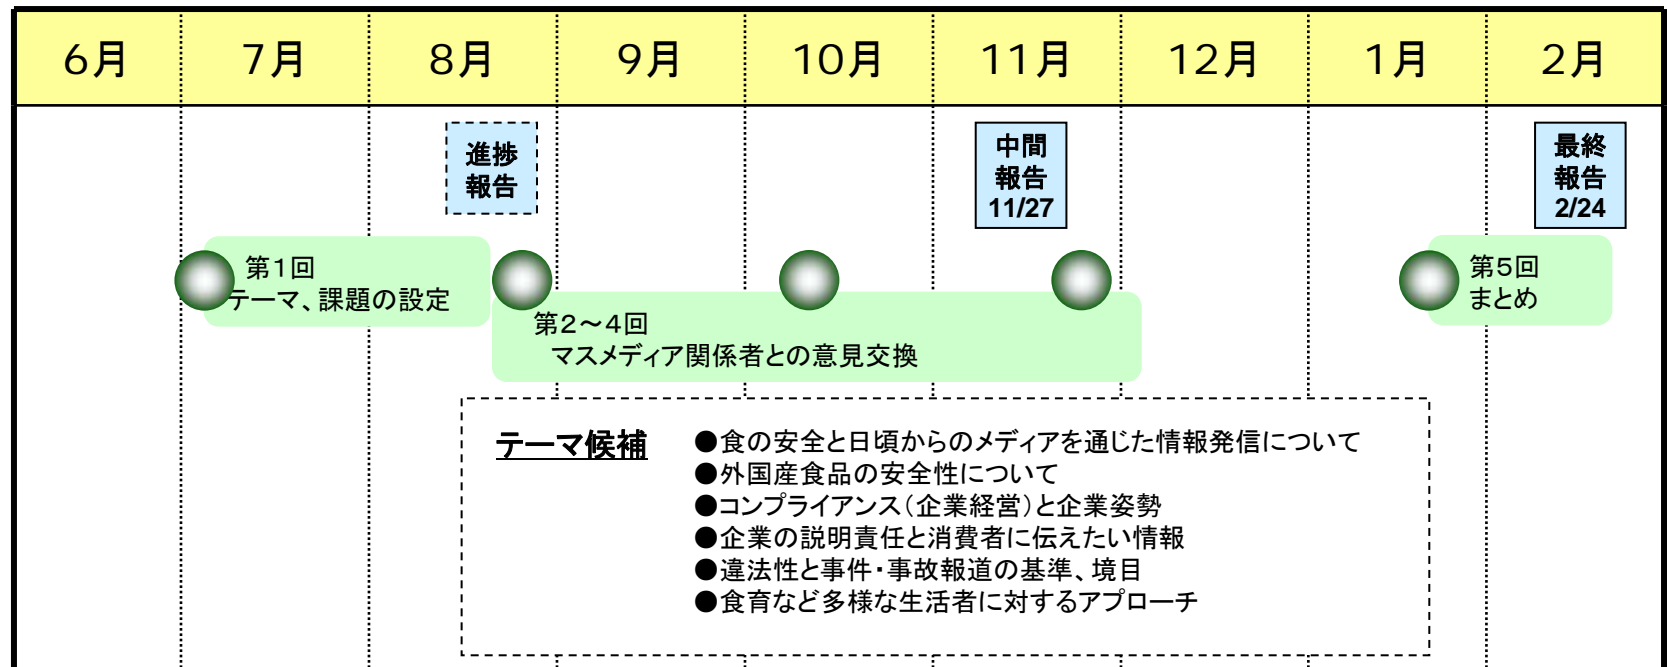 6月 7月 8月 9月 10月 11月 12月 1月 2月
進捗
報告
中間
報告
11/27
最終
報告
2/24
第1回
テーマ、課題の設定
第2～4回
マスメディア関係者との意見交換
第5回
まとめ
テーマ候補
●食の安全と日頃からのメディアを通じた情報発信について
●外国産食品の安全性について
●コンプライアンス(企業経営)と企業姿勢
●企業の説明責任と消費者に伝えたい情報
●違法性と事件・事故報道の基準、境目
●食育など多様な生活者に対するアプローチ